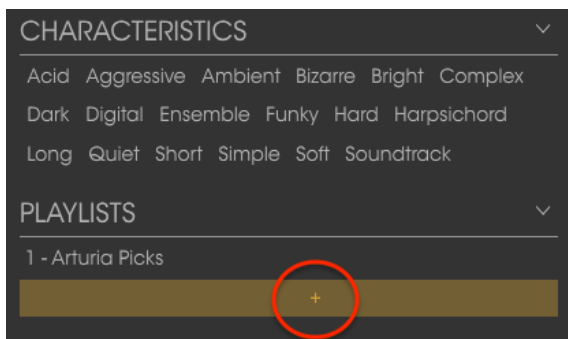 CHARACTERISTICS
Acid Aggressive Ambient Bizarre Bright Complex
Dark Digital Ensemble Funky Hard Harpsichord
Long Quiet Short Simple Soft Soundtrack
PLAYLISTS
1 - Arturia Picks
+